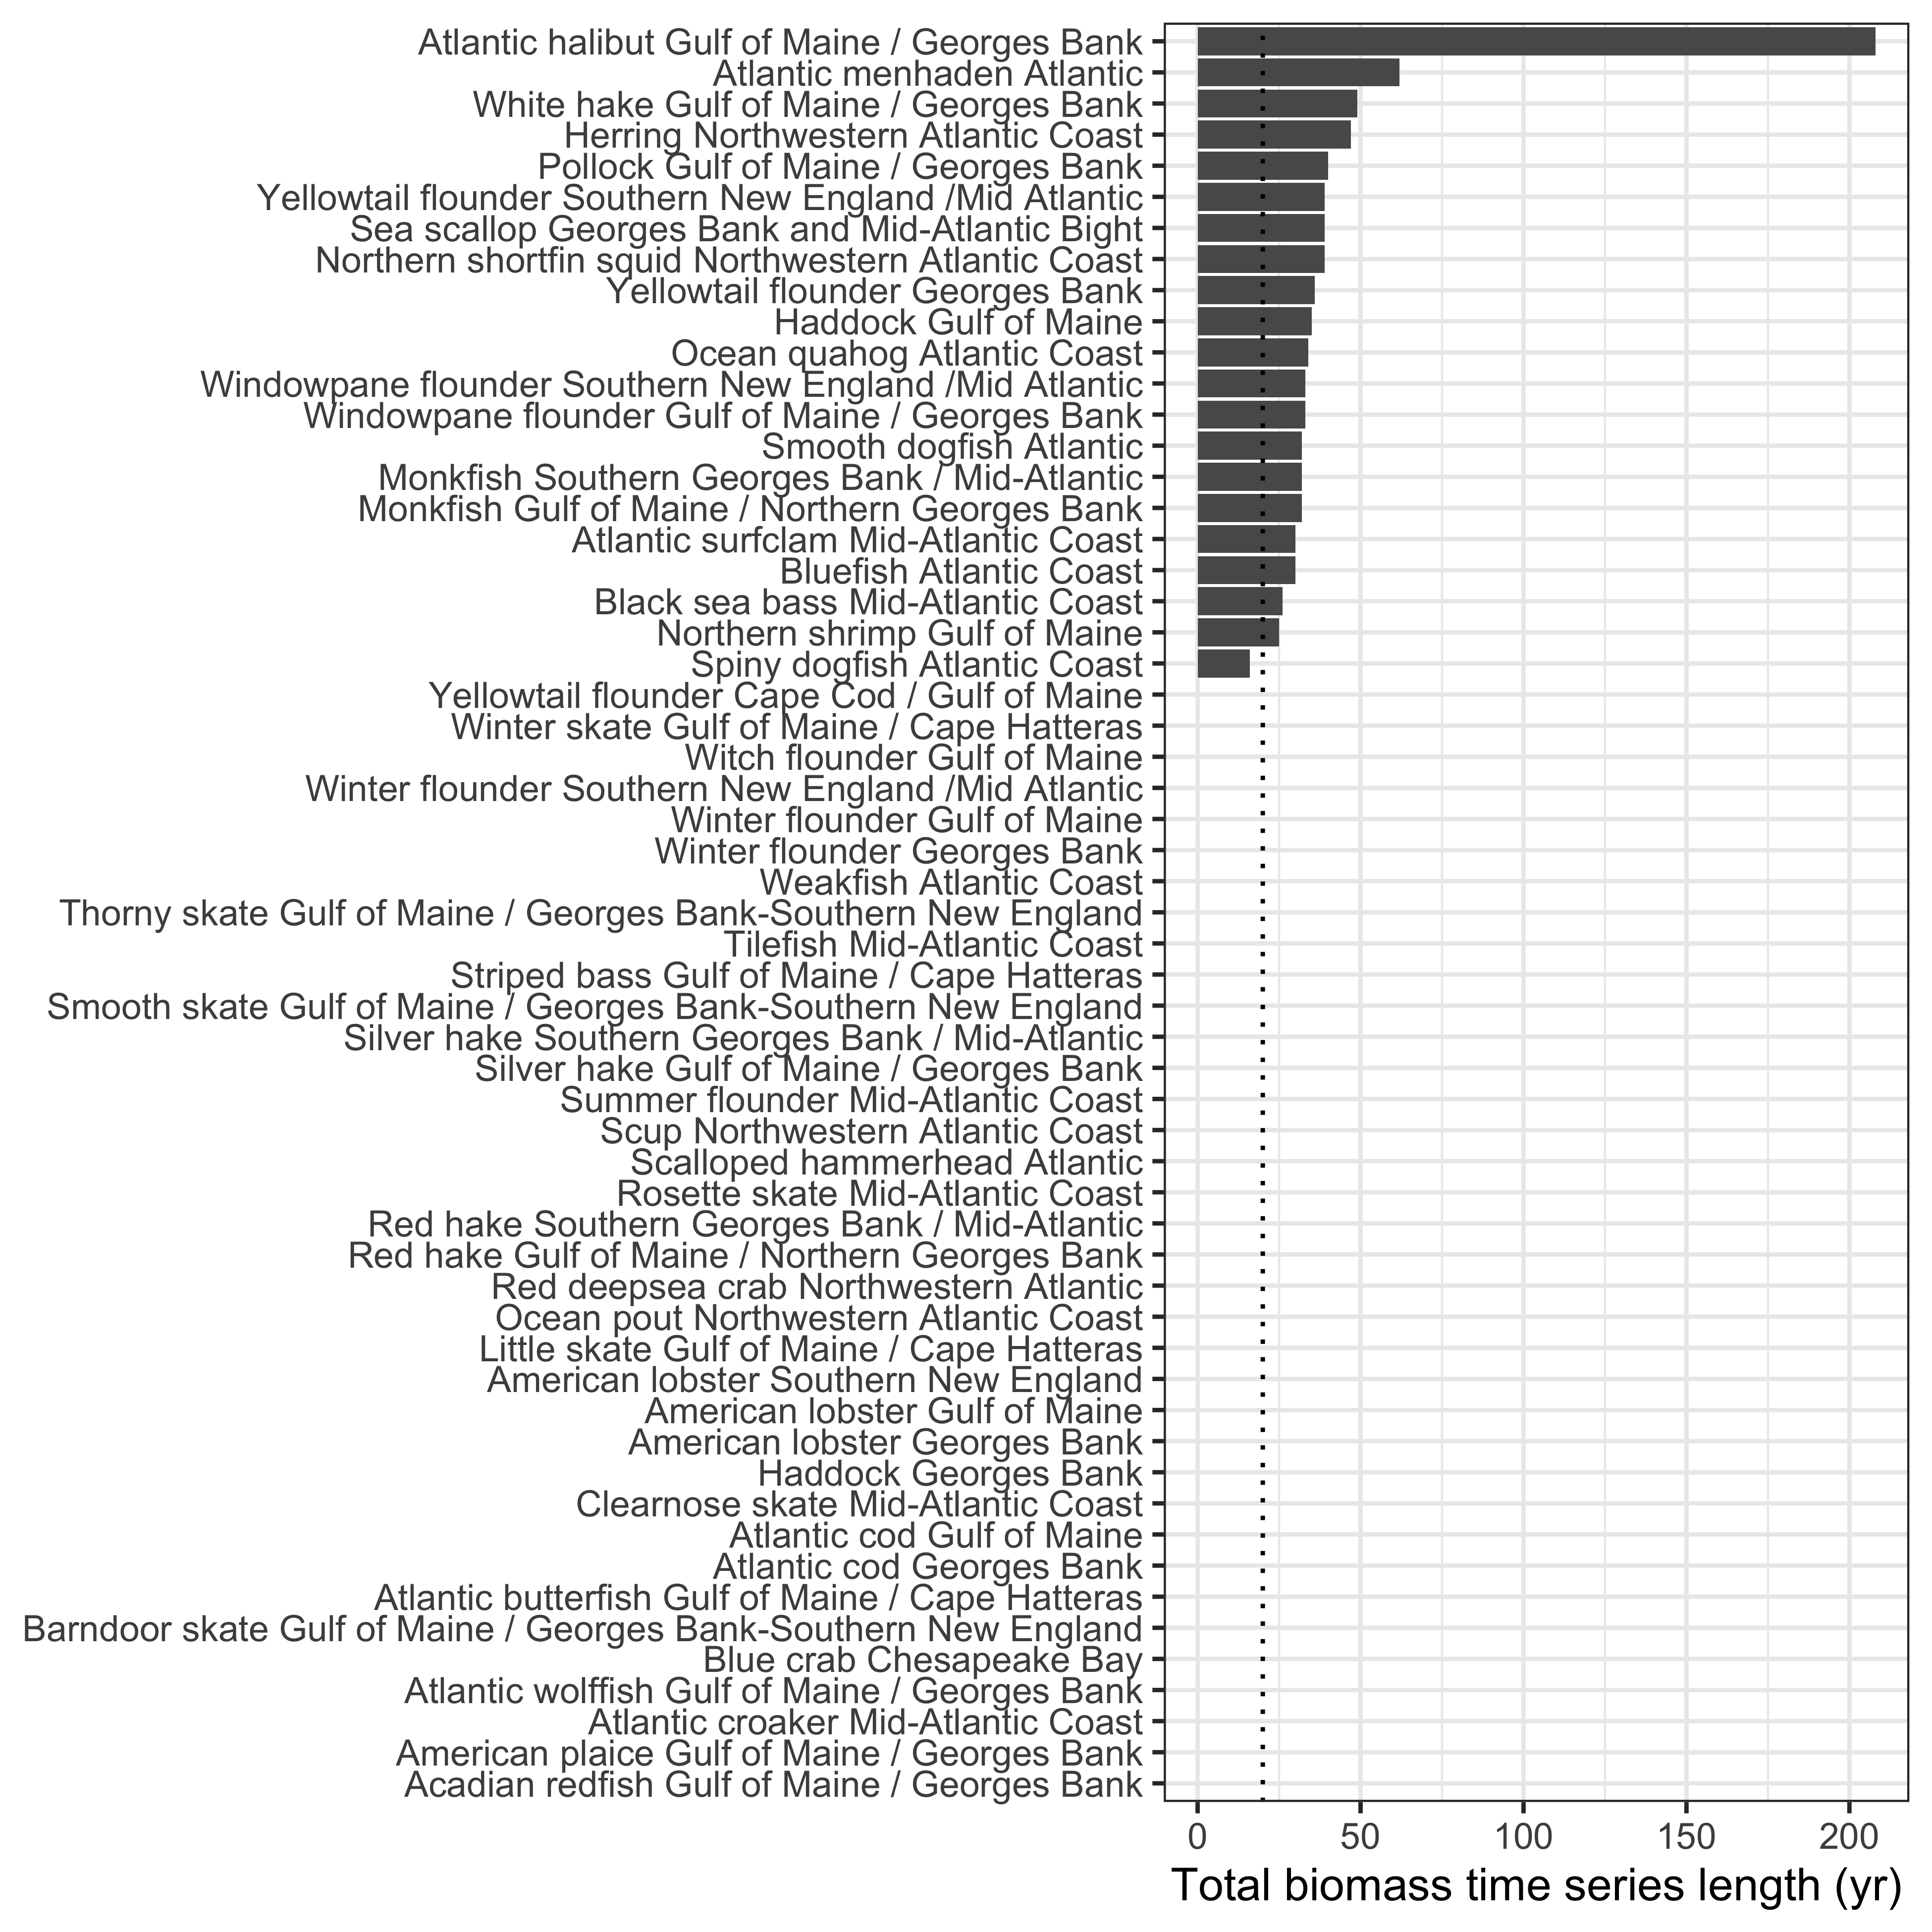 Atlantic halibut Gulf of Maine / Georges Bank
Atlantic menhaden Atlantic
White hake Gulf of Maine / Georges Bank
Herring Northwestern Atlantic Coast
Pollock Gulf of Maine / Georges Bank
Yellowtail flounder Southern New England /Mid Atlantic
Sea scallop Georges Bank and Mid-Atlantic Bight
Northern shortfin squid Northwestern Atlantic Coast
Yellowtail flounder Georges Bank
Haddock Gulf of Maine
Ocean quahog Atlantic Coast
Windowpane flounder Southern New England /Mid Atlantic
Windowpane flounder Gulf of Maine / Georges Bank
Smooth dogfish Atlantic
Monkfish Southern Georges Bank / Mid-Atlantic
Monkfish Gulf of Maine / Northern Georges Bank
Atlantic surfclam Mid-Atlantic Coast
Bluefish Atlantic Coast
Black sea bass Mid-Atlantic Coast
Northern shrimp Gulf of Maine
Spiny dogfish Atlantic Coast
Yellowtail flounder Cape Cod / Gulf of Maine
Winter skate Gulf of Maine / Cape Hatteras
Witch flounder Gulf of Maine
Winter flounder Southern New England /Mid Atlantic
Winter flounder Gulf of Maine
Winter flounder Georges Bank
Weakfish Atlantic Coast
Thorny skate Gulf of Maine / Georges Bank-Southern New England
Tilefish Mid-Atlantic Coast
Striped bass Gulf of Maine / Cape Hatteras
Smooth skate Gulf of Maine / Georges Bank-Southern New England
Silver hake Southern Georges Bank / Mid-Atlantic
Silver hake Gulf of Maine / Georges Bank
Summer flounder Mid-Atlantic Coast
Scup Northwestern Atlantic Coast
Scalloped hammerhead Atlantic
Rosette skate Mid-Atlantic Coast
Red hake Southern Georges Bank / Mid-Atlantic
Red hake Gulf of Maine / Northern Georges Bank
Red deepsea crab Northwestern Atlantic
Ocean pout Northwestern Atlantic Coast
Little skate Gulf of Maine / Cape Hatteras
American lobster Southern New England
American lobster Gulf of Maine
American lobster Georges Bank
Haddock Georges Bank
Clearnose skate Mid-Atlantic Coast
Atlantic cod Gulf of Maine
Atlantic cod Georges Bank
Atlantic butterfish Gulf of Maine / Cape Hatteras
Barndoor skate Gulf of Maine / Georges Bank-Southern New England
Blue crab Chesapeake Bay
Atlantic wolffish Gulf of Maine / Georges Bank
Atlantic croaker Mid-Atlantic Coast
American plaice Gulf of Maine / Georges Bank
Acadian redfish Gulf of Maine / Georges Bank
0 50 100 150 200
Total biomass time series length (yr)